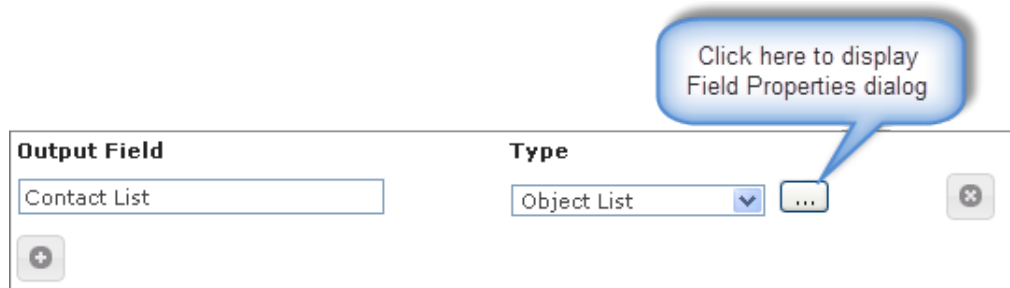 Click here to display
Field Properties dialog
Output Field Type
Contact List Object List ...